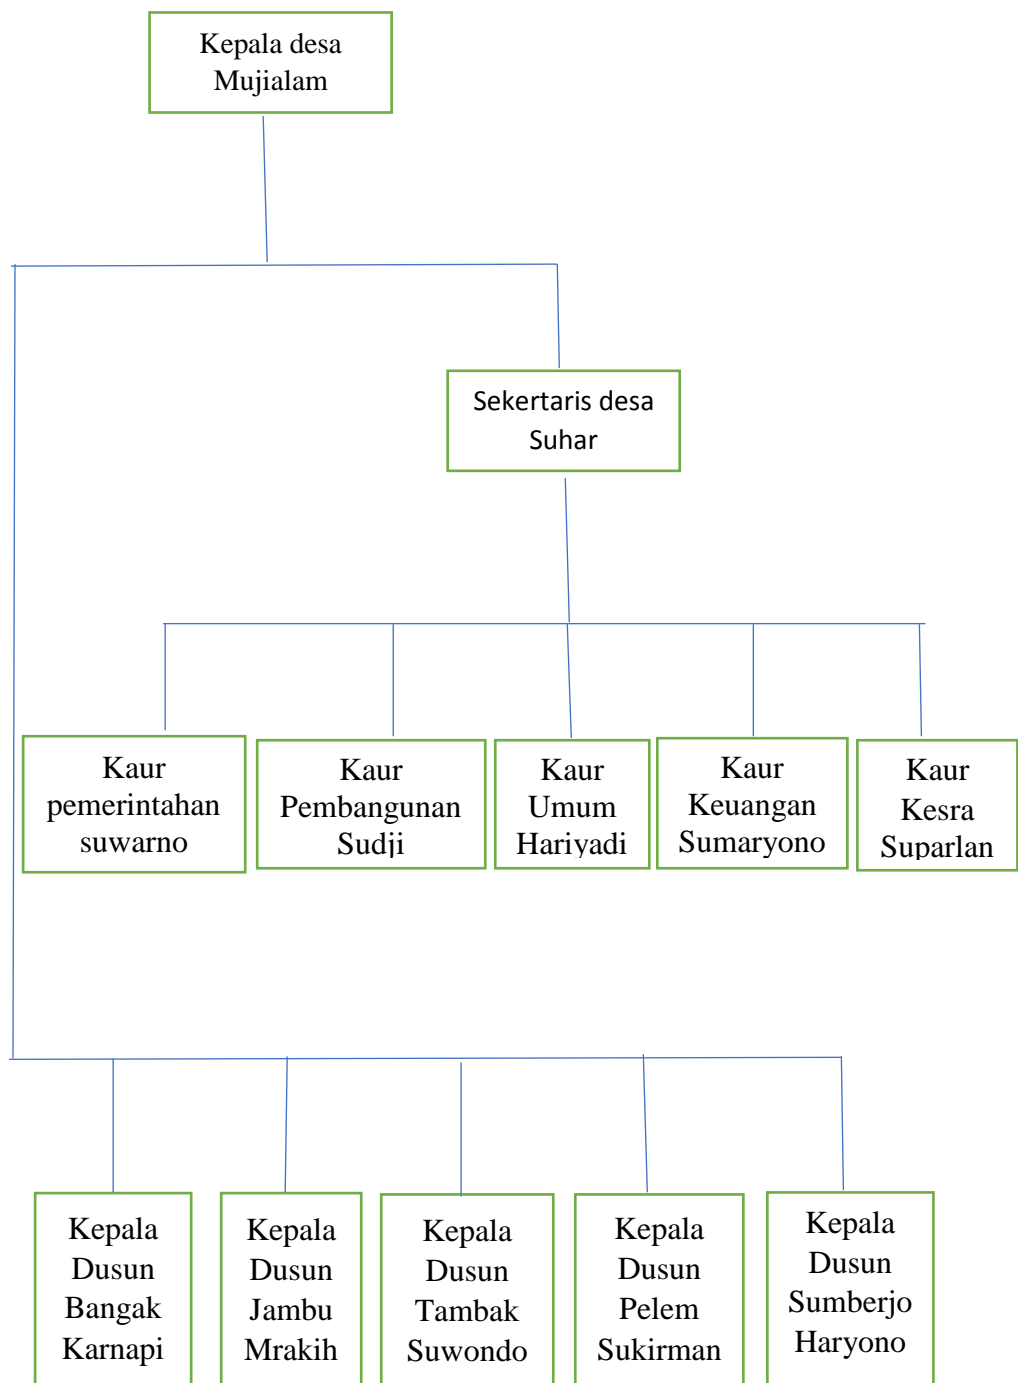 Kepala desa
Mujialam
Sekertaris desa
Suhar
Kaur
pemerintahan
suwarno
Kaur
Pembangunan
Sudji
Kaur
Umum
Hariyadi
Kaur
Keuangan
Sumaryono
Kaur
Kesra
Suparlan
Kepala
Dusun
Bangak
Karnapi
Kepala
Dusun
Jambu
Mrakih
Kepala
Dusun
Tambak
Suwondo
Kepala
Dusun
Pelem
Sukirman
Kepala
Dusun
Sumberjo
Haryono